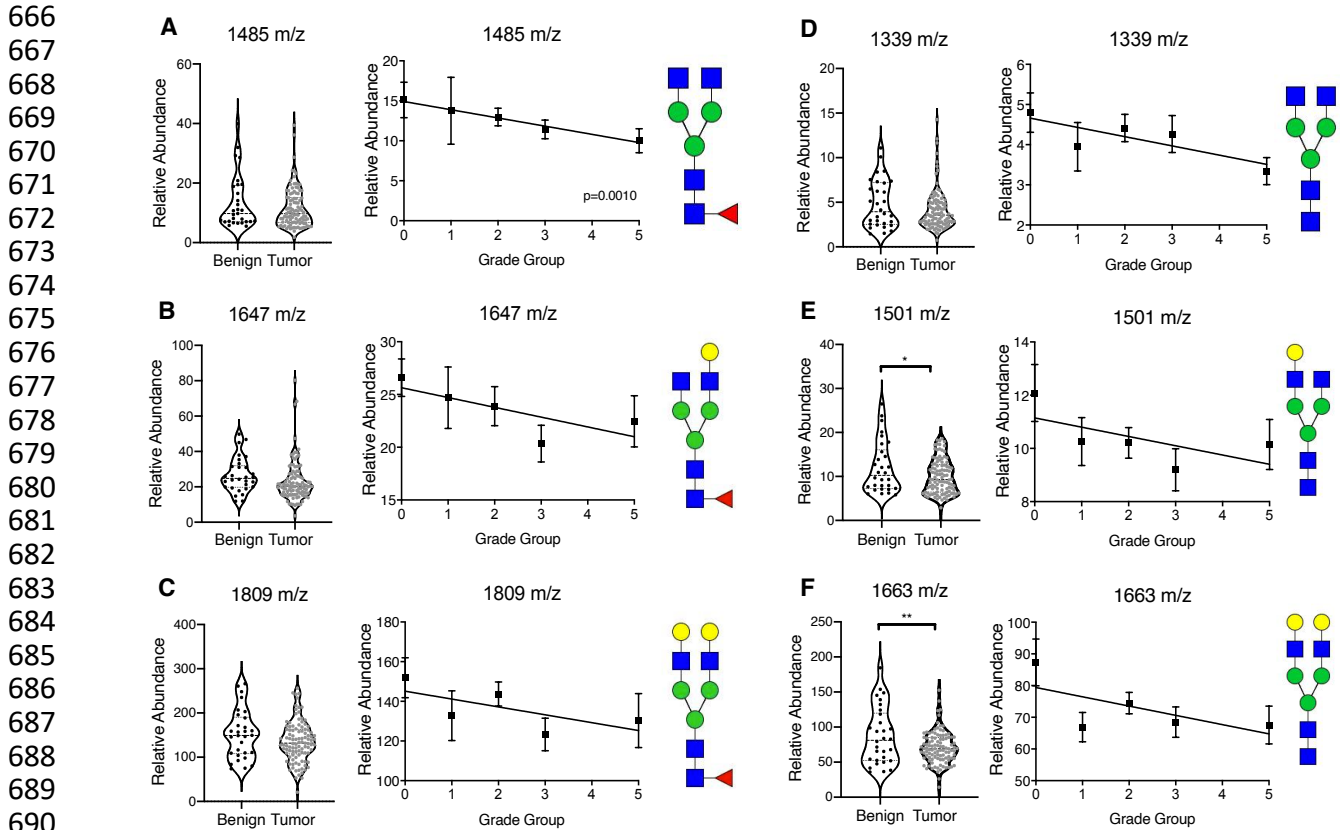 666
667
668
669
670
671
672
673
674
675
676
677
678
679
680
681
682
683
684
685
686
687
688
689
690
A
1485 m/z
Relative Abundance
60
40
20
0
Benign Tumor
1485 m/z
Relative Abundance
20
15
10
5
0
p=0.0010
0 1 2 3 4 5
Grade Group
B
1647 m/z
Relative Abundance
100
80
60
40
20
0
Benign Tumor
1647 m/z
Relative Abundance
30
25
20
15
0 1 2 3 4 5
Grade Group
C
1809 m/z
Relative Abundance
400
300
200
100
0
Benign Tumor
1809 m/z
Relative Abundance
180
160
140
120
100
0 1 2 3 4 5
Grade Group
D
1339 m/z
Relative Abundance
20
15
10
5
0
Benign Tumor
1339 m/z
Relative Abundance
6
5
4
3
2
0 1 2 3 4 5
Grade Group
E
1501 m/z
*
Relative Abundance
40
30
20
10
0
Benign Tumor
1501 m/z
Relative Abundance
14
12
10
8
0 1 2 3 4 5
Grade Group
F
1663 m/z
**
Relative Abundance
250
200
150
100
50
0
Benign Tumor
1663 m/z
Relative Abundance
100
90
80
70
60
50
0 1 2 3 4 5
Grade Group